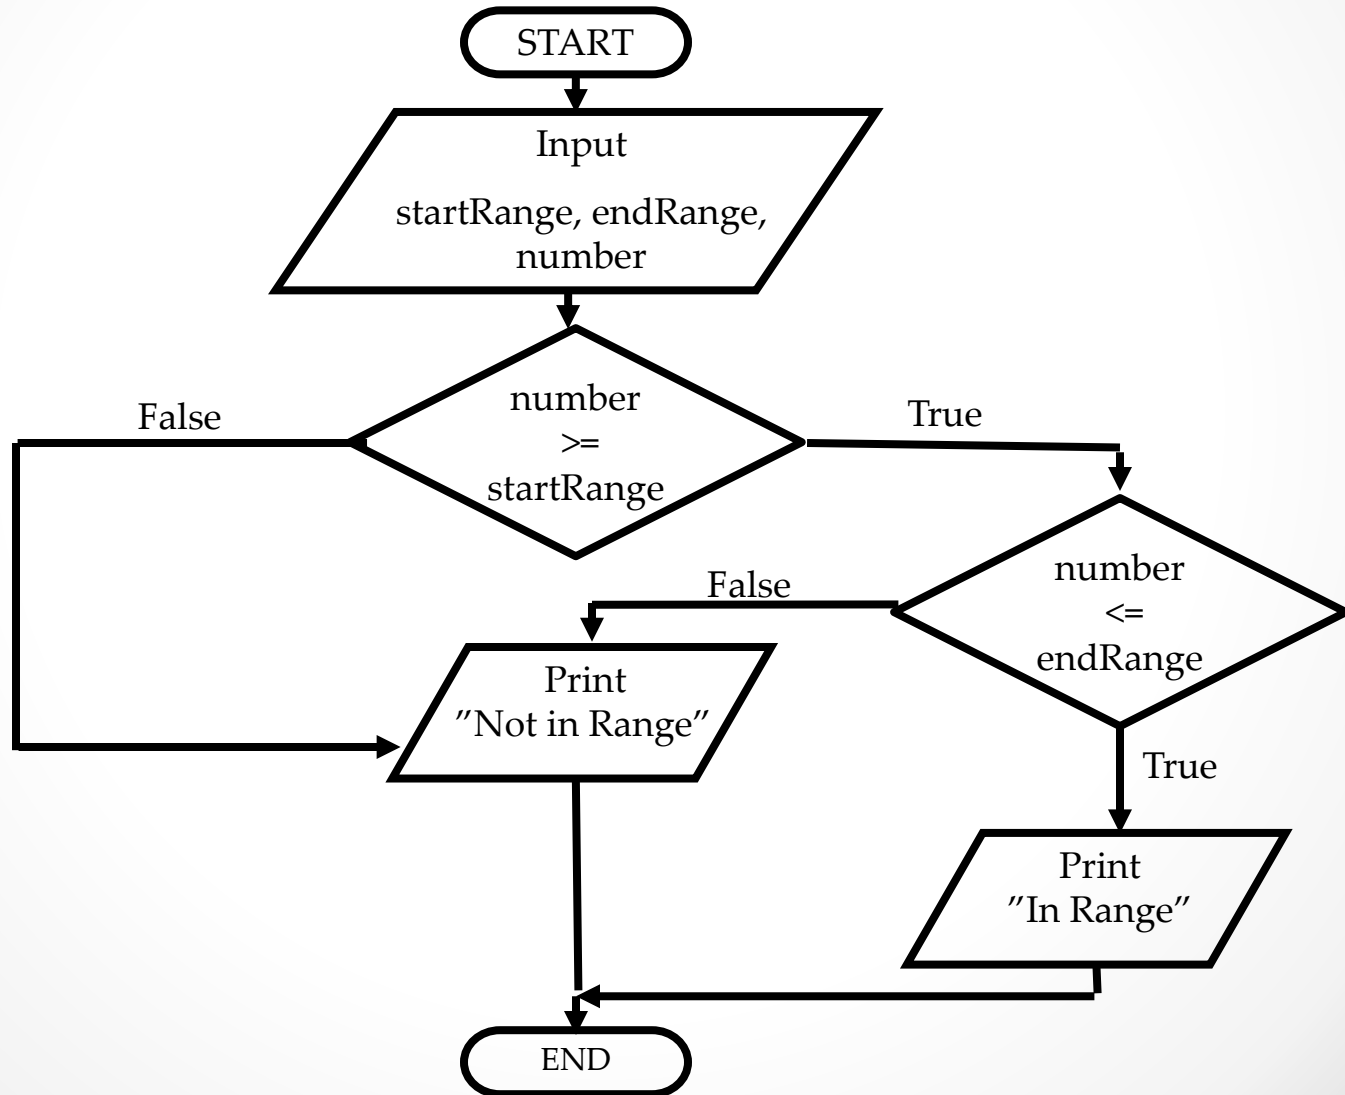 START
Input
startRange, endRange,
number
number
>=
startRange
False
True
number
<=
endRange
False
Print
”Not in Range”
True
Print
”In Range”
END